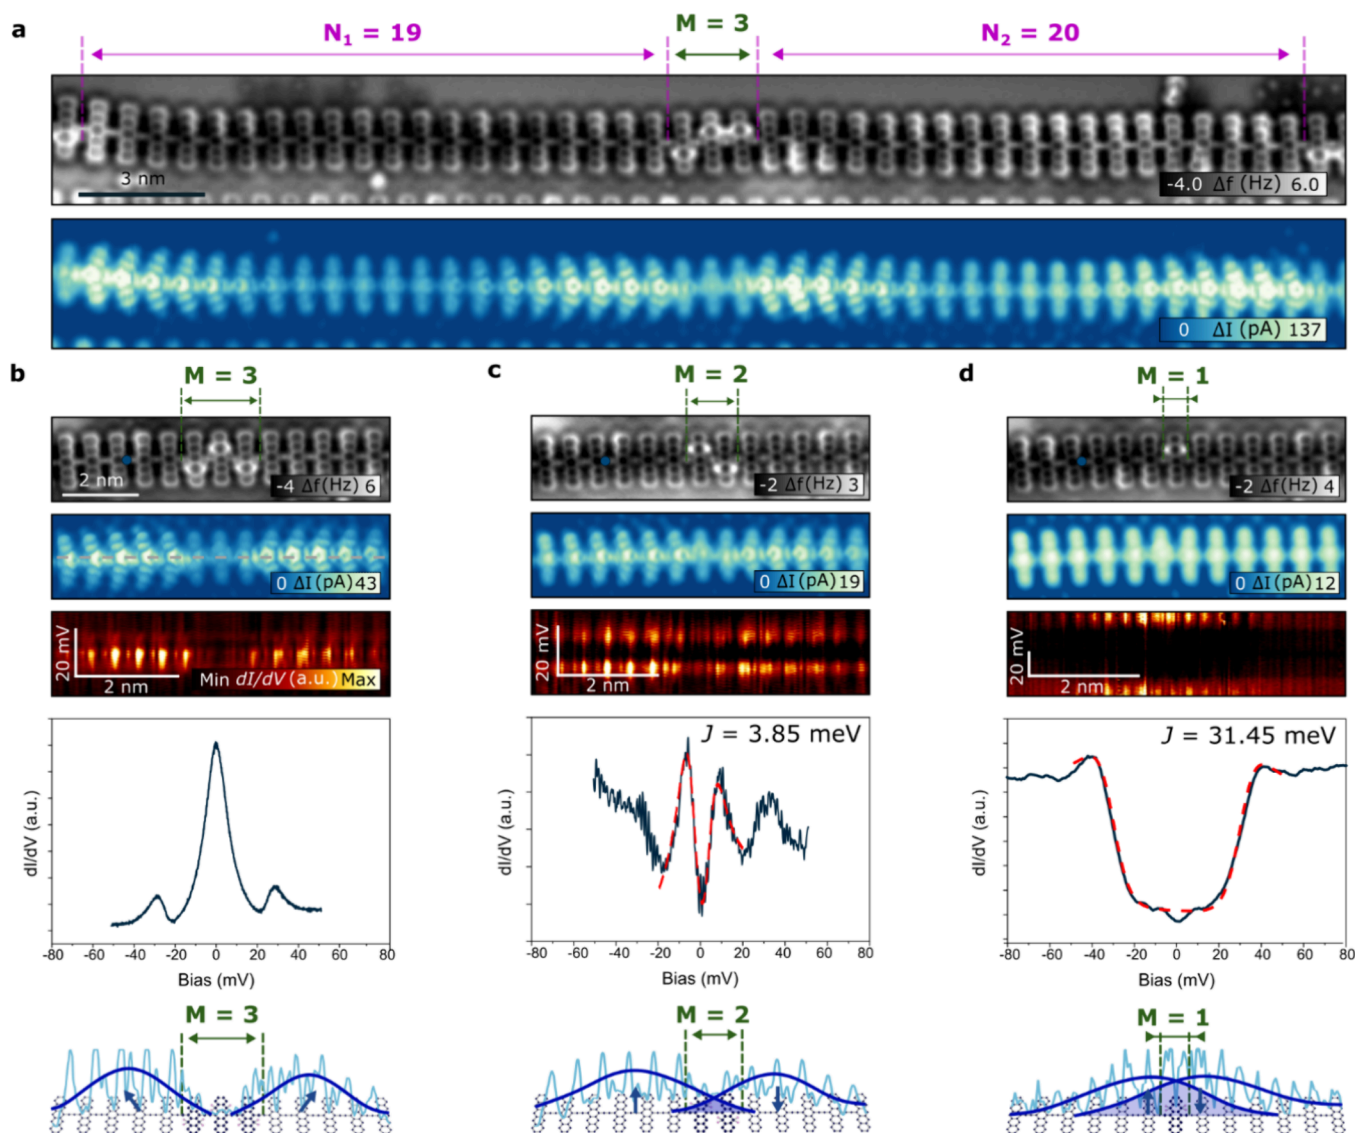 a
N₁ = 19
M = 3
N₂ = 20
3 nm
-4.0 Δf (Hz) 6.0
0 ΔI (pA) 137
b
M = 3
c
M = 2
d
M = 1
2 nm
-4 Δf(Hz) 6
-2 Δf(Hz) 3
-2 Δf(Hz) 4
0 ΔI (pA) 43
0 ΔI (pA) 19
0 ΔI (pA) 12
20 mV
2 nm
Min dI/dV (a.u.) Max
20 mV
2 nm
20 mV
2 nm
dI/dV (a.u.)
-80 -60 -40 -20 0 20 40 60 80
Bias (mV)
J = 3.85 meV
dI/dV (a.u.)
-80 -60 -40 -20 0 20 40 60 80
Bias (mV)
J = 31.45 meV
dI/dV (a.u.)
-80 -60 -40 -20 0 20 40 60 80
Bias (mV)
M = 3
M = 2
M = 1